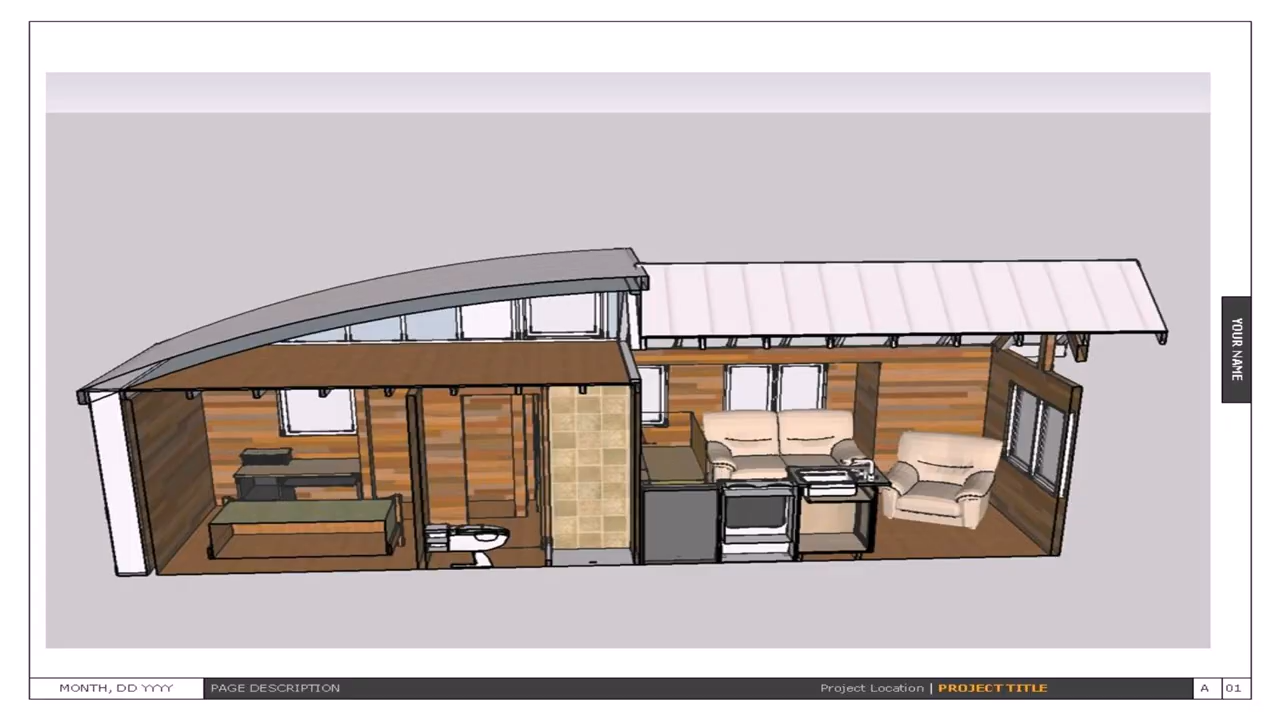 YOUR NAME
MONTH, DD YYYY
PAGE DESCRIPTION
Project Location | PROJECT TITLE
A
01